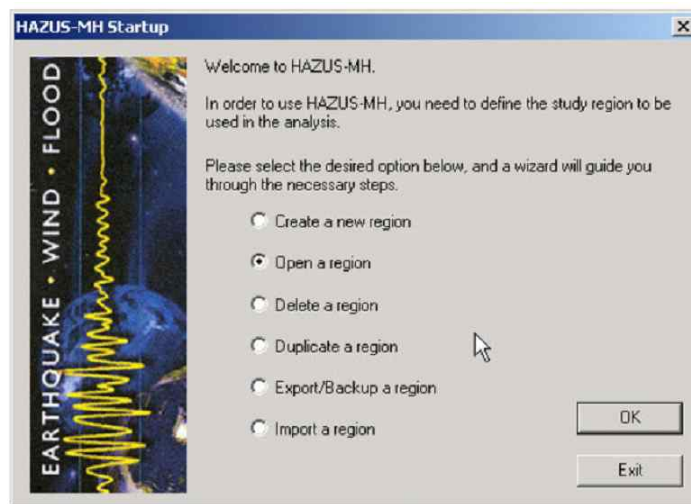 HAZUS-MH Startup
EARTHQUAKE • WIND • FLOOD
Welcome to HAZUS-MH.
In order to use HAZUS-MH, you need to define the study region to be
used in the analysis.
Please select the desired option below, and a wizard will guide you
through the necessary steps.
Create a new region
Open a region
Delete a region
Duplicate a region
Export/Backup a region
Import a region
OK
Exit